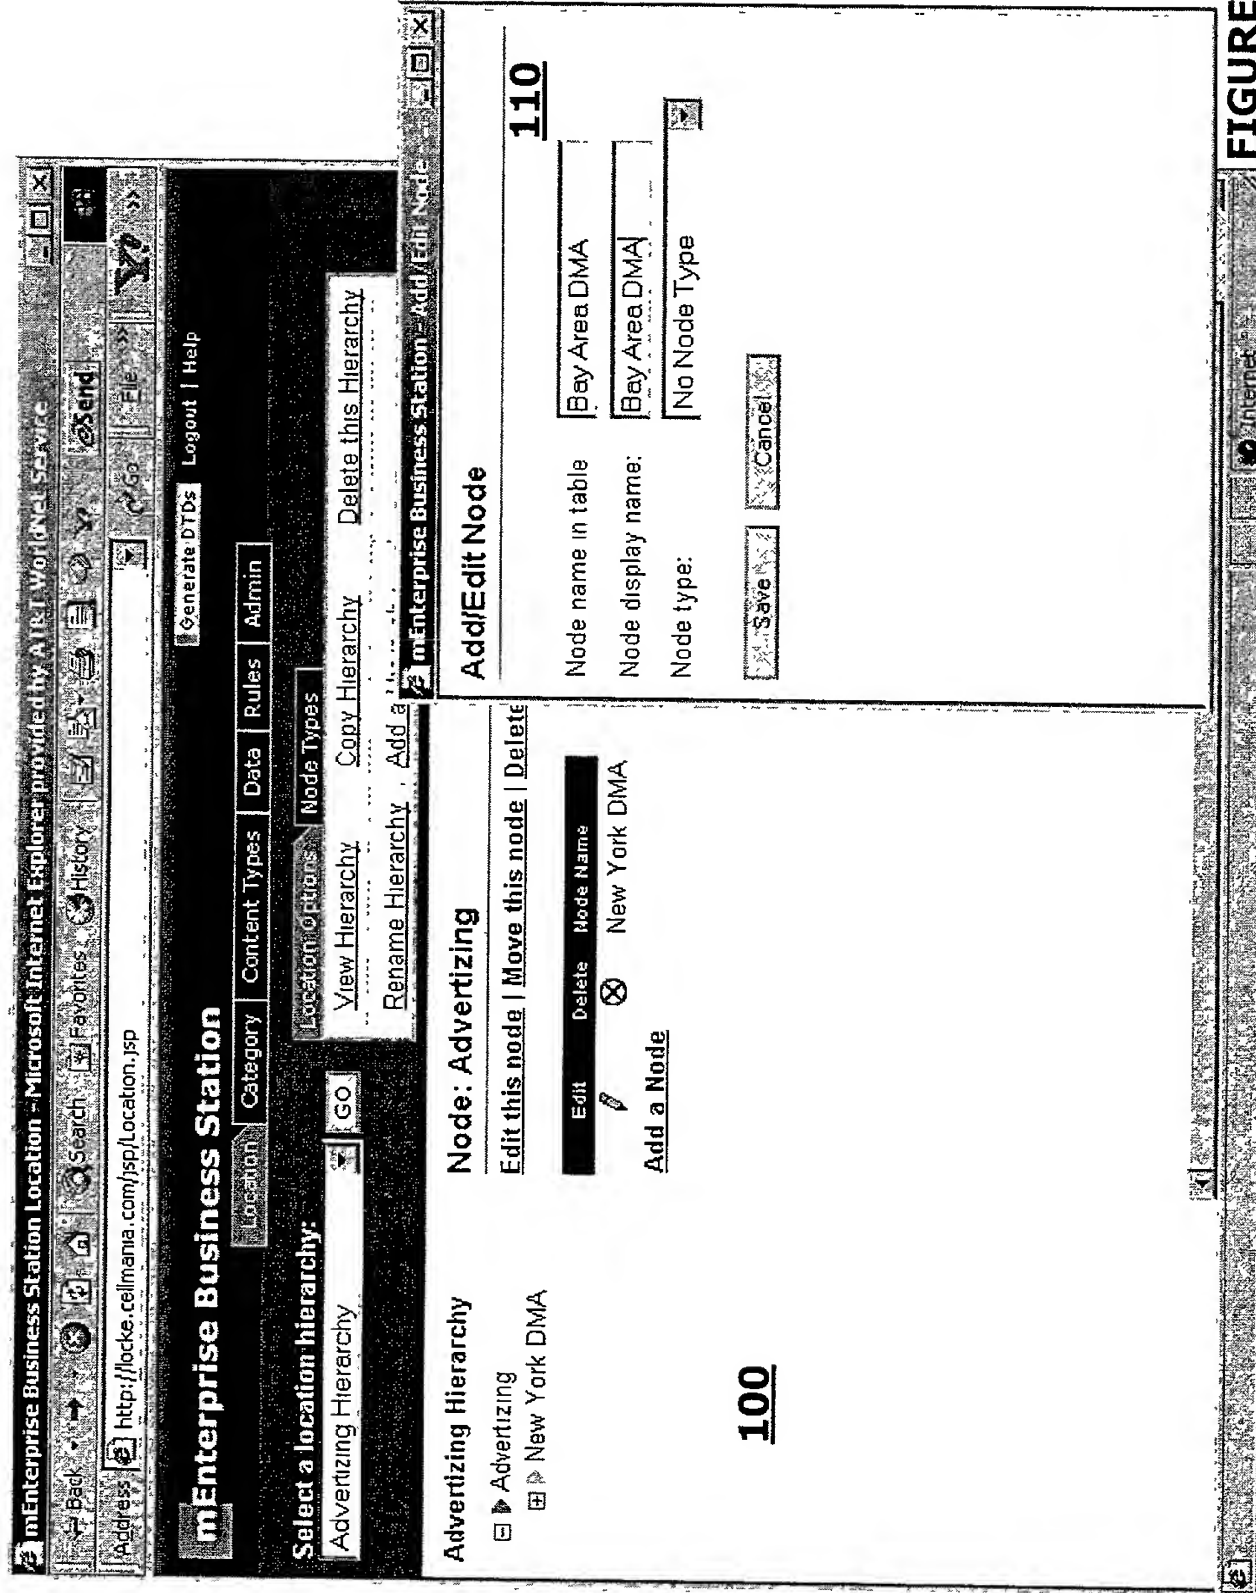 mEnterprise Business Station Location - Microsoft Internet Explorer provided by AT&T WorldNet Service
Back Search Favorites History Send
Address http://locke.cellmania.com/jsp/Location.jsp Go File »
mEnterprise Business Station
Generate DTDs Logout | Help
Location Category Content Types Data Rules Admin
Select a location hierarchy:
Location Options Node Types
Advertizing Hierarchy GO
View Hierarchy Copy Hierarchy Delete this Hierarchy
Rename Hierarchy Add a
Advertizing Hierarchy
Advertizing
New York DMA
100
Node: Advertizing
Edit this node | Move this node | Delete
Edit Delete Node Name
New York DMA
Add a Node
mEnterprise Business Station - Add/Edit Node
Add/Edit Node
110
Node name in table Bay Area DMA
Node display name: Bay Area DMA
Node type: No Node Type
Save Cancel
Internet
FIGURE